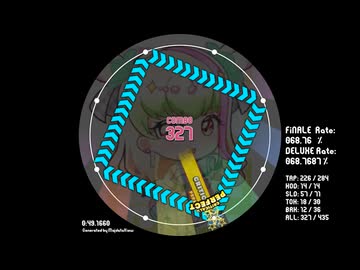 COMBO
327
PERFECT
FiNALE Rate:
068.76 %
DELUXE Rate:
068.7687 %
TAP: 226 / 284
HOD: 14 / 14
SLD: 57 / 71
TOH: 18 / 30
BRK: 12 / 36
ALL: 327 / 435
0:49.1660
Generated by MajdataView